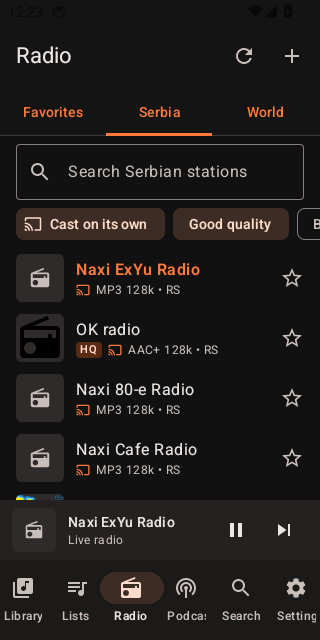 12:23
Radio
Favorites
Serbia
World
Search Serbian stations
Cast on its own
Good quality
Naxi ExYu Radio
MP3 128k • RS
OK radio
HQ AAC+ 128k • RS
Naxi 80-e Radio
MP3 128k • RS
Naxi Cafe Radio
MP3 128k • RS
Naxi ExYu Radio
Live radio
Library
Lists
Radio
Podcas
Search
Setting